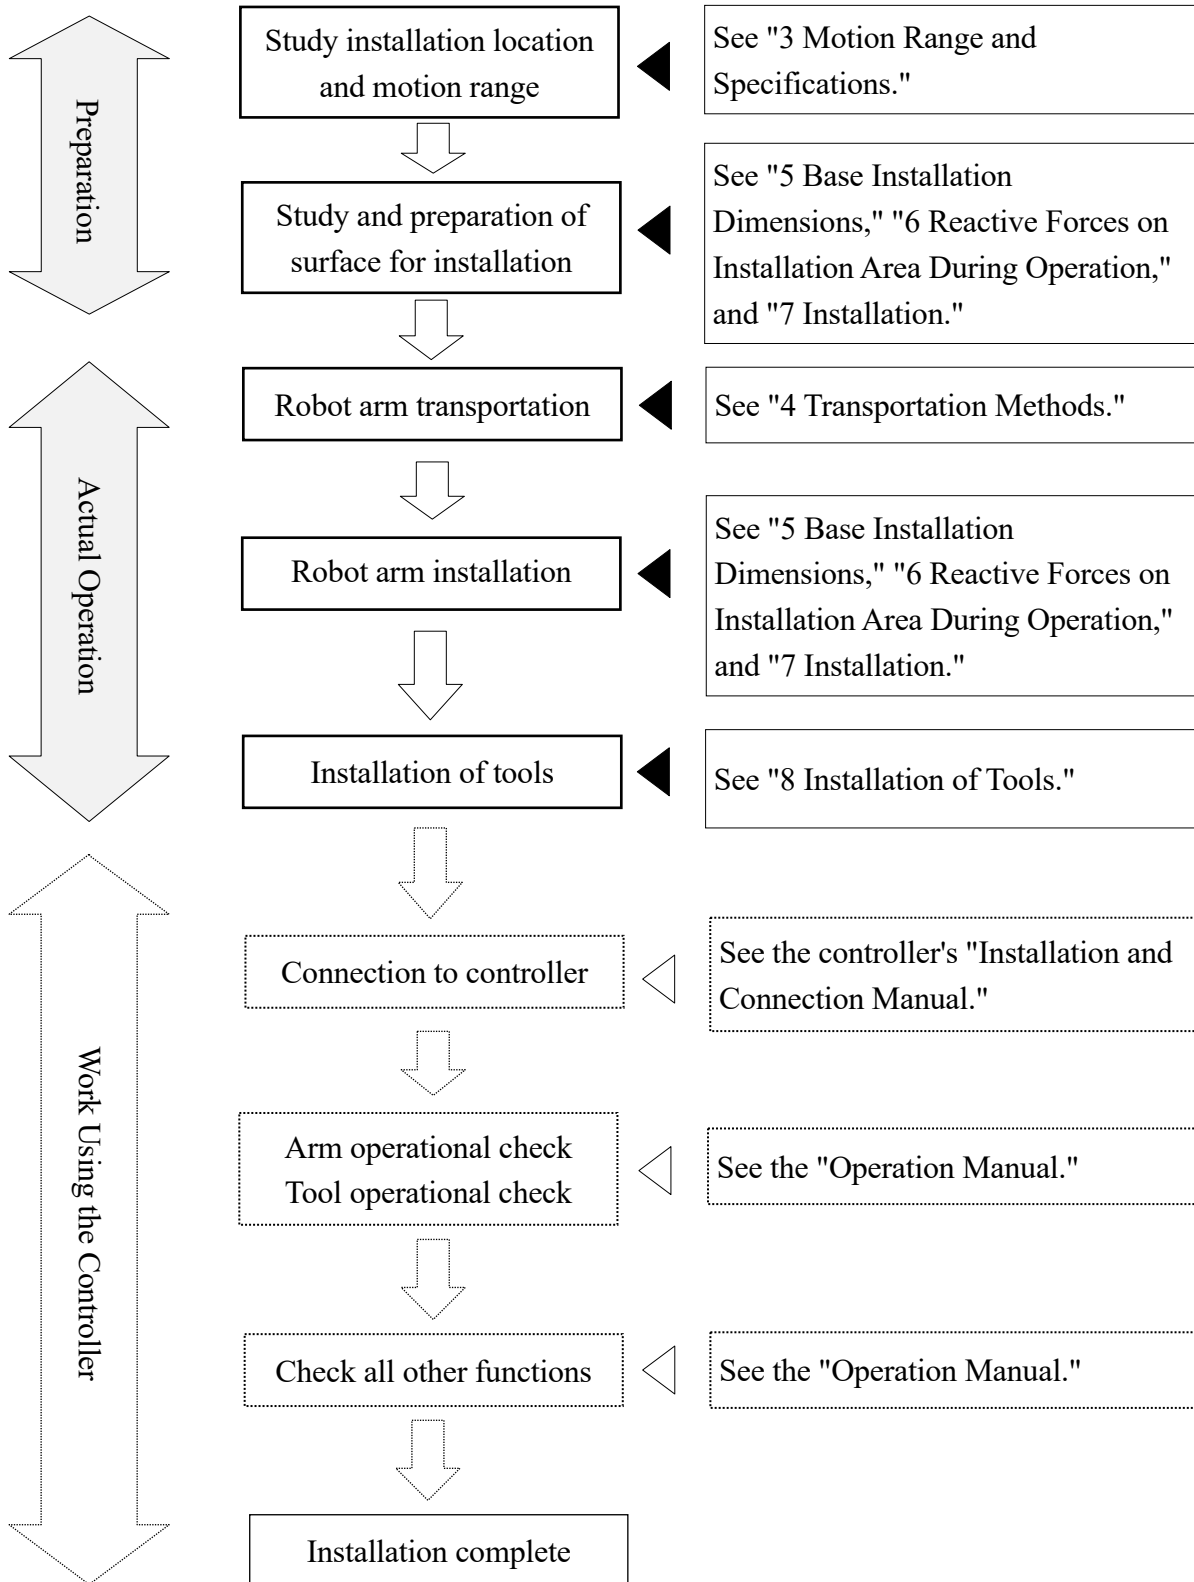 Preparation
Study installation location
and motion range
See "3 Motion Range and
Specifications."
Study and preparation of
surface for installation
See "5 Base Installation
Dimensions," "6 Reactive Forces on
Installation Area During Operation,"
and "7 Installation."
Actual Operation
Robot arm transportation
See "4 Transportation Methods."
Robot arm installation
See "5 Base Installation
Dimensions," "6 Reactive Forces on
Installation Area During Operation,"
and "7 Installation."
Installation of tools
See "8 Installation of Tools."
Work Using the Controller
Connection to controller
See the controller's "Installation and
Connection Manual."
Arm operational check
Tool operational check
See the "Operation Manual."
Check all other functions
See the "Operation Manual."
Installation complete